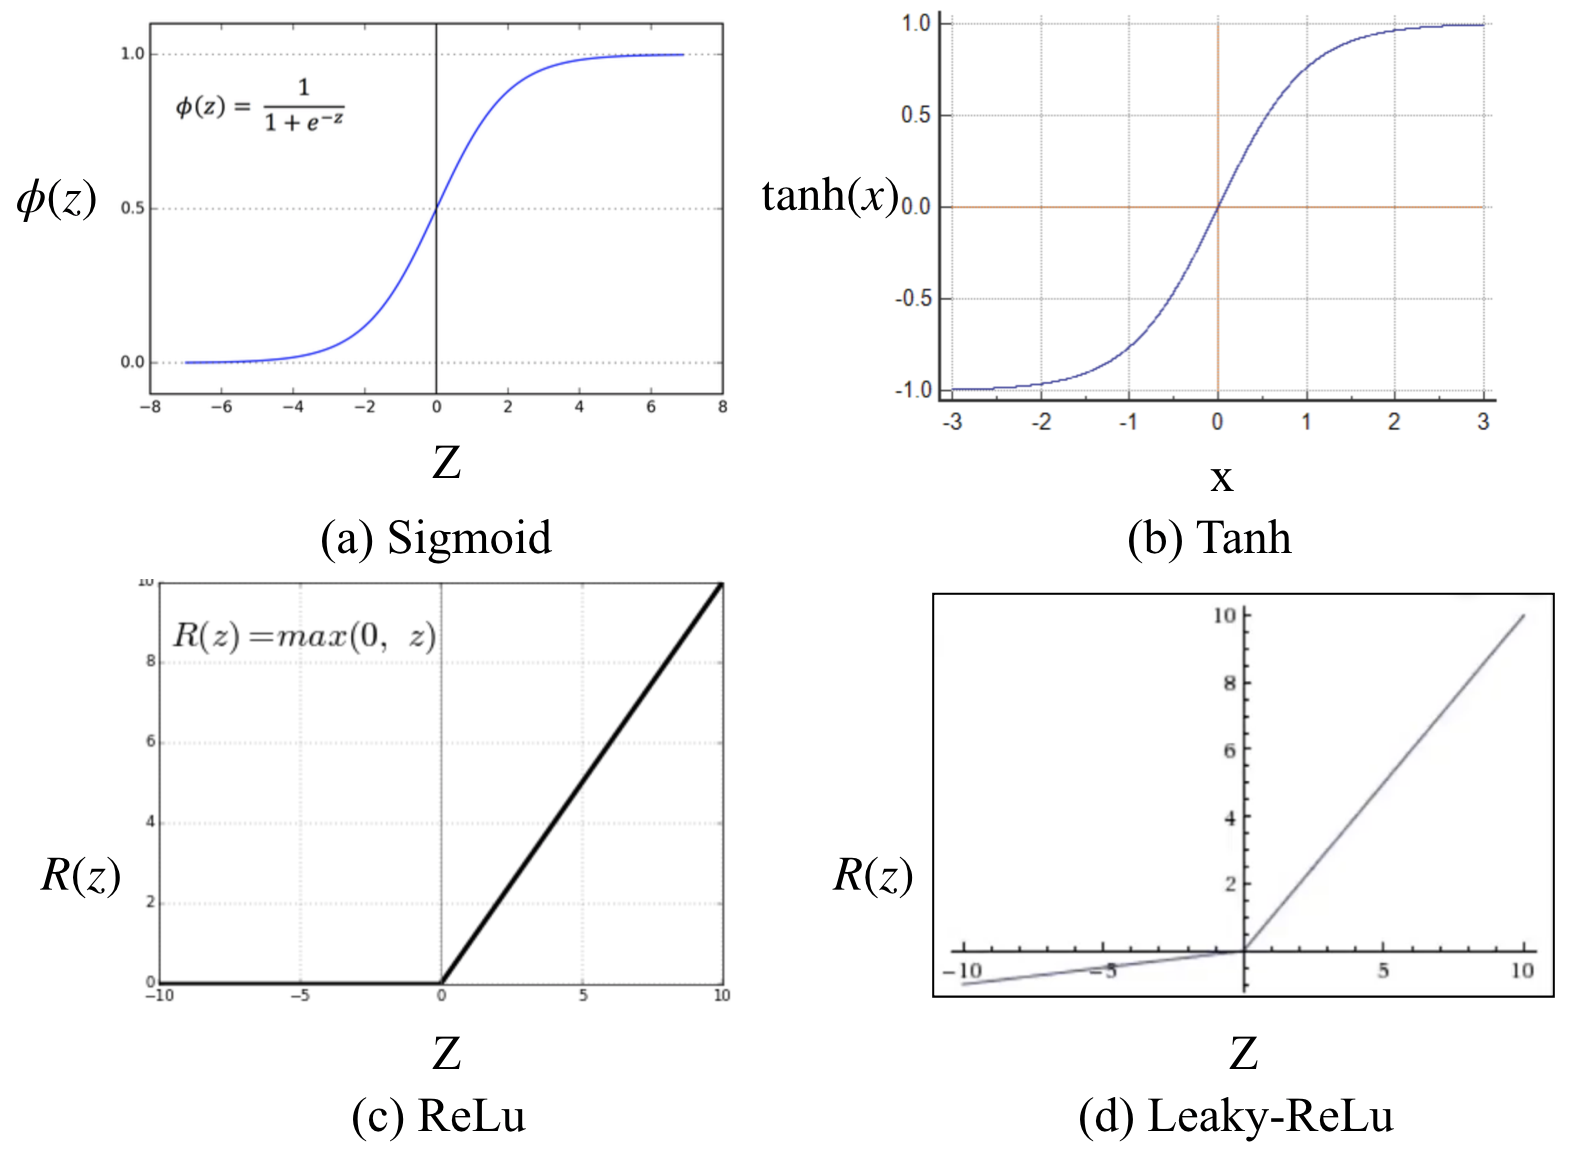 1.0
ϕ(z) = 1 / (1 + e^{−z})
ϕ(z)
0.5
0.0
−8 −6 −4 −2 0 2 4 6 8
Z
(a) Sigmoid
1.0
0.5
tanh(x)
0.0
-0.5
-1.0
-3 -2 -1 0 1 2 3
x
(b) Tanh
10
R(z)=max(0, z)
8
6
4
R(z)
2
0
−10 −5 0 5 10
Z
(c) ReLu
10
8
6
4
R(z)
2
−10 −5 5 10
Z
(d) Leaky-ReLu